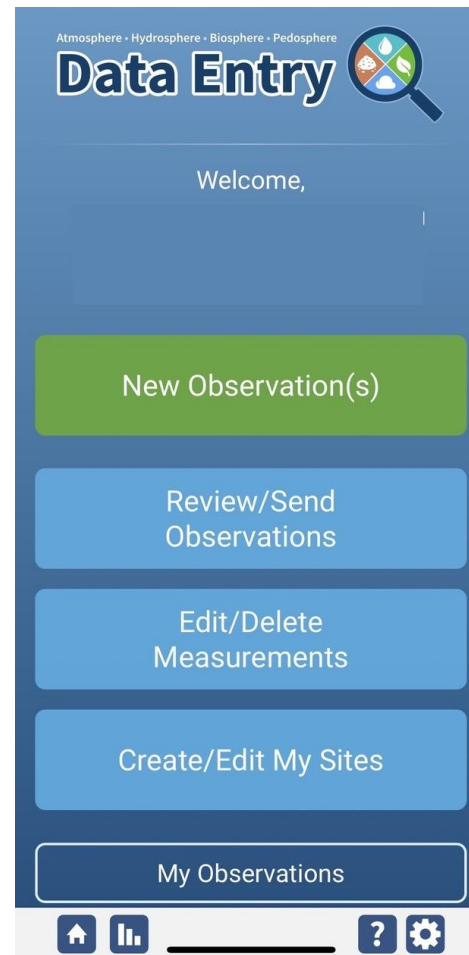 Atmosphere • Hydrosphere • Biosphere • Pedosphere
Data Entry
Welcome,
New Observation(s)
Review/Send
Observations
Edit/Delete
Measurements
Create/Edit My Sites
My Observations
?